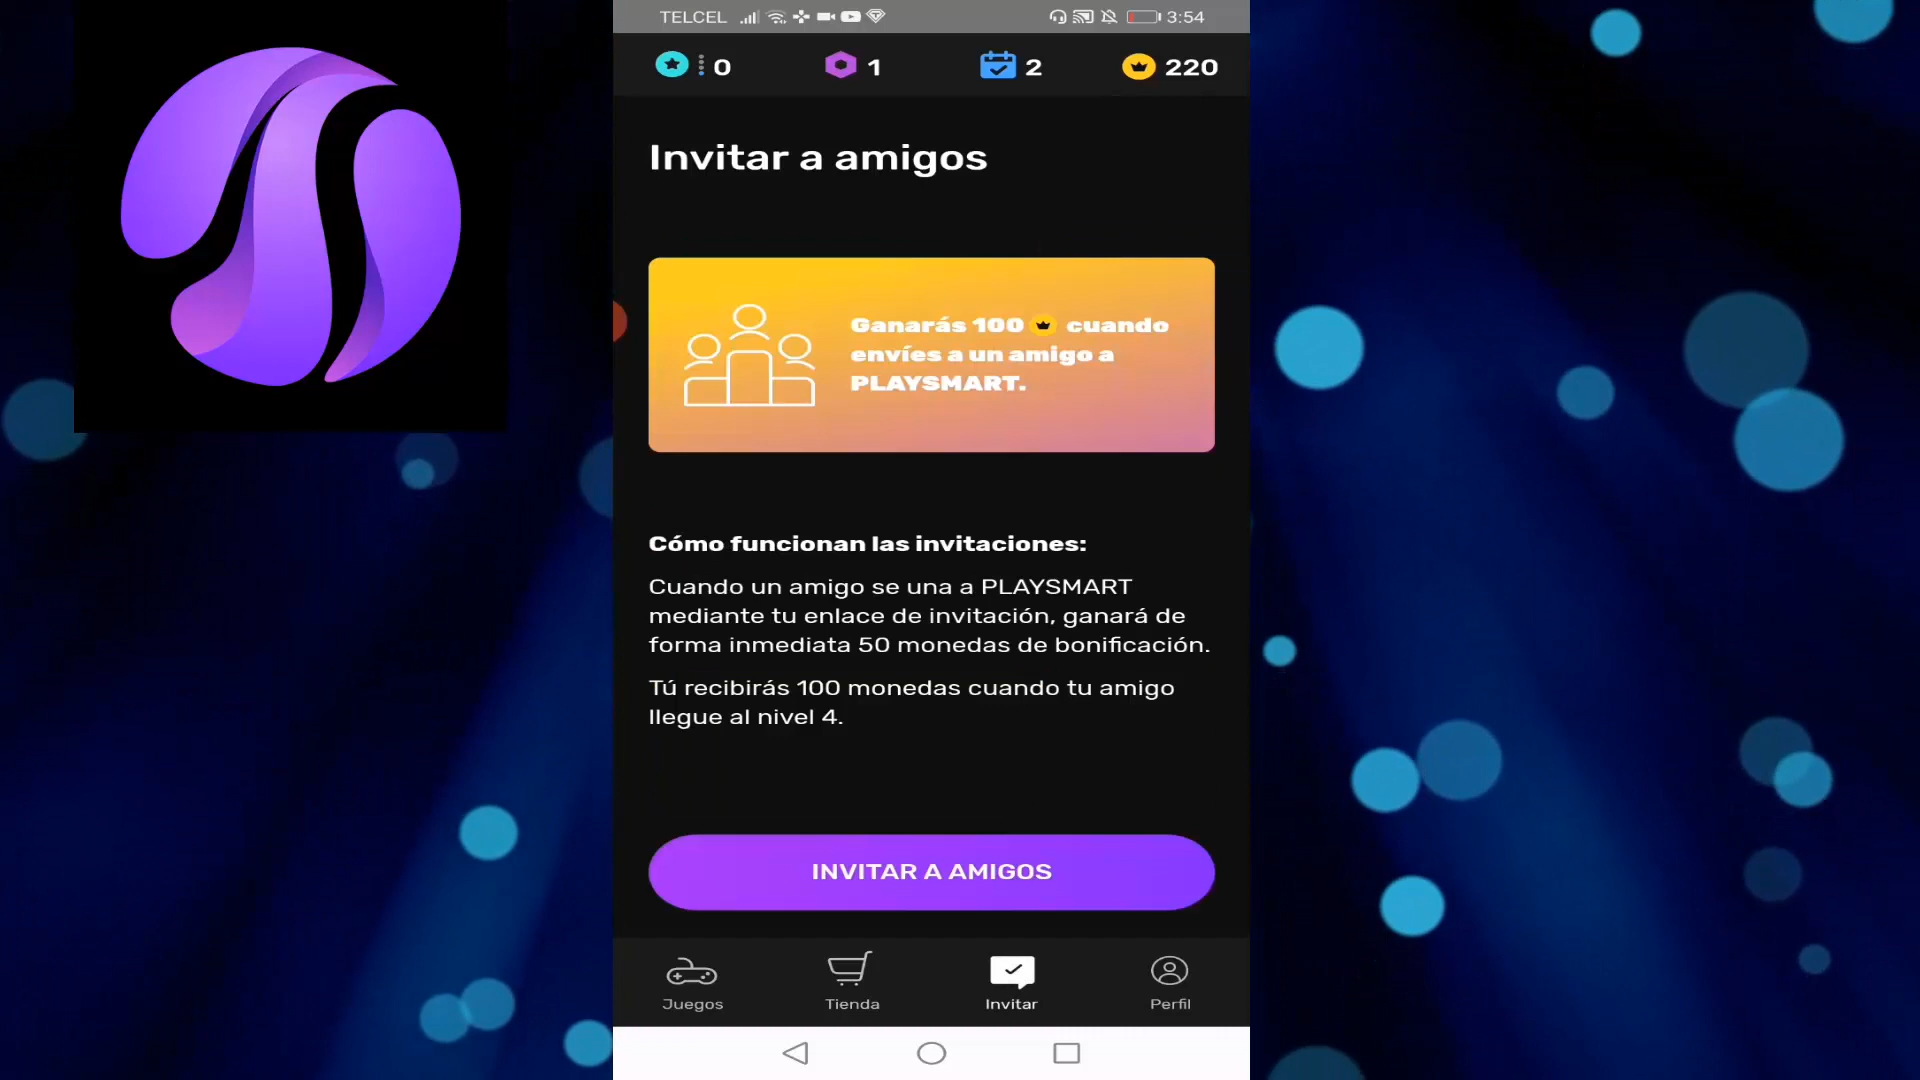 TELCEL 3:54
0 1 2 220
Invitar a amigos
Ganarás 100 cuando
envíes a un amigo a
PLAYSMART.
Cómo funcionan las invitaciones:
Cuando un amigo se una a PLAYSMART
mediante tu enlace de invitación, ganará de
forma inmediata 50 monedas de bonificación.
Tú recibirás 100 monedas cuando tu amigo
llegue al nivel 4.
INVITAR A AMIGOS
Juegos Tienda Invitar Perfil